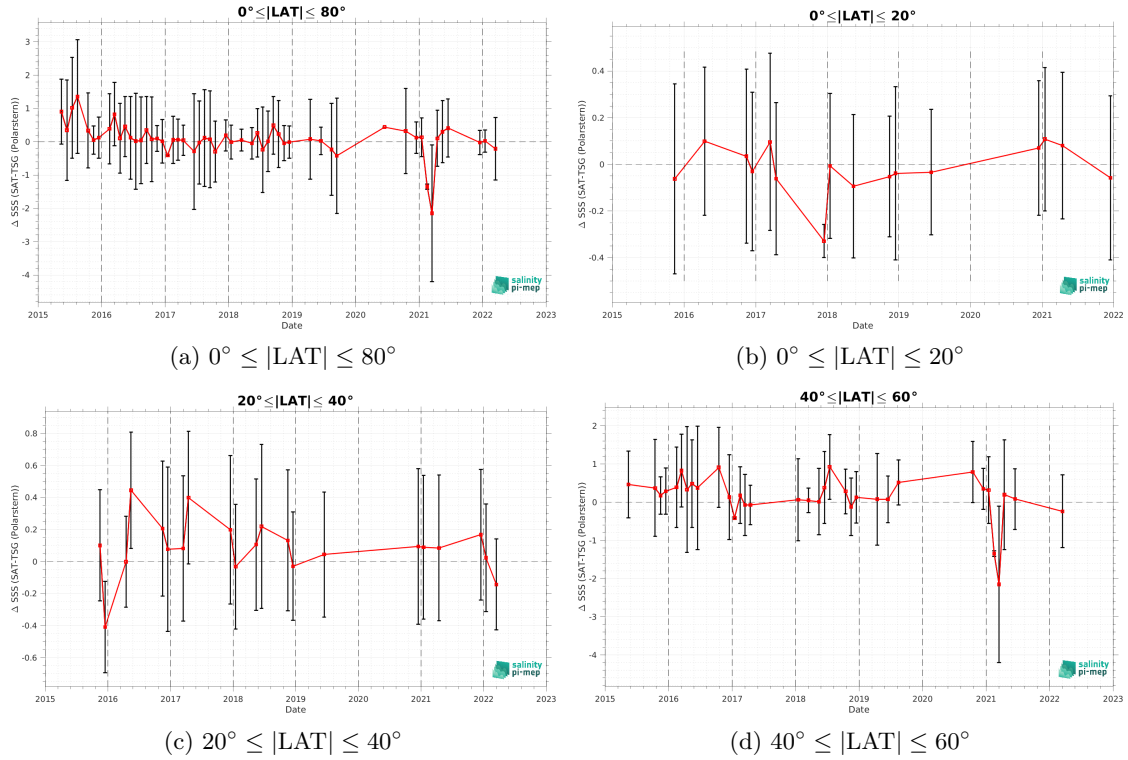 0°≤|LAT|≤ 80°
Δ SSS (SAT-TSG (Polarstern))
3
2
1
0
-1
-2
-3
-4
2015 2016 2017 2018 2019 2020 2021 2022 2023
Date
salinity
pi-mep
(a) 0° ≤ |LAT| ≤ 80°
0°≤|LAT|≤ 20°
Δ SSS (SAT-TSG (Polarstern))
0.4
0.2
0
-0.2
-0.4
2015 2016 2017 2018 2019 2020 2021 2022
Date
salinity
pi-mep
(b) 0° ≤ |LAT| ≤ 20°
20°≤|LAT|≤ 40°
Δ SSS (SAT-TSG (Polarstern))
0.8
0.6
0.4
0.2
0
-0.2
-0.4
-0.6
2015 2016 2017 2018 2019 2020 2021 2022 2023
Date
salinity
pi-mep
(c) 20° ≤ |LAT| ≤ 40°
40°≤|LAT|≤ 60°
Δ SSS (SAT-TSG (Polarstern))
2
1
0
-1
-2
-3
-4
2015 2016 2017 2018 2019 2020 2021 2022 2023
Date
salinity
pi-mep
(d) 40° ≤ |LAT| ≤ 60°